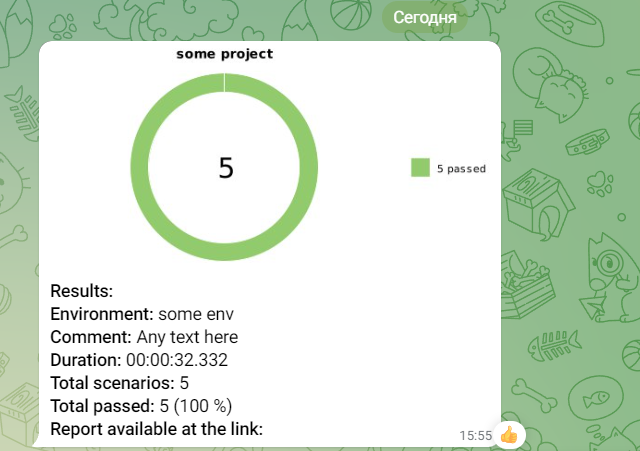 Сегодня
some project
5
5 passed
Results:
Environment: some env
Comment: Any text here
Duration: 00:00:32.332
Total scenarios: 5
Total passed: 5 (100 %)
Report available at the link:
15:55